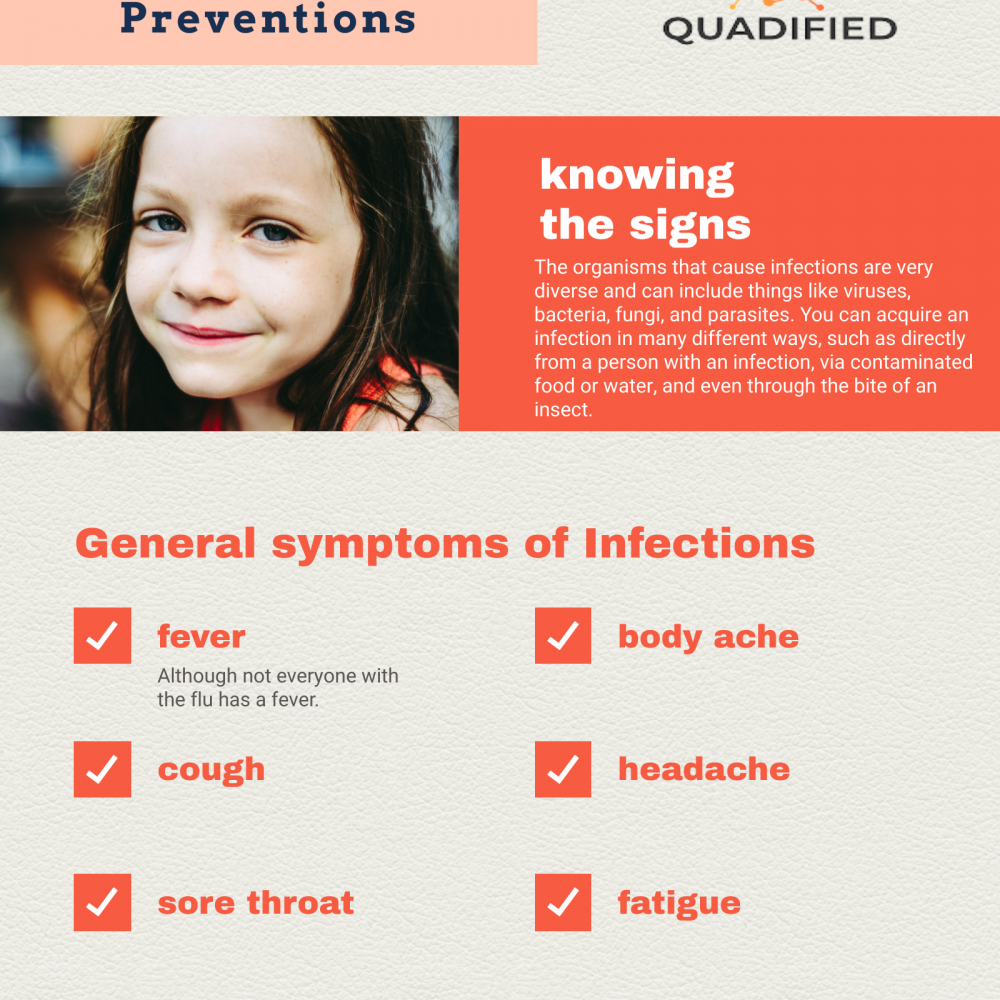 Preventions
QUADIFIED
knowing
the signs
The organisms that cause infections are very
diverse and can include things like viruses,
bacteria, fungi, and parasites. You can acquire an
infection in many different ways, such as directly
from a person with an infection, via contaminated
food or water, and even through the bite of an
insect.
General symptoms of Infections
fever
Although not everyone with
the flu has a fever.
body ache
cough
headache
sore throat
fatigue